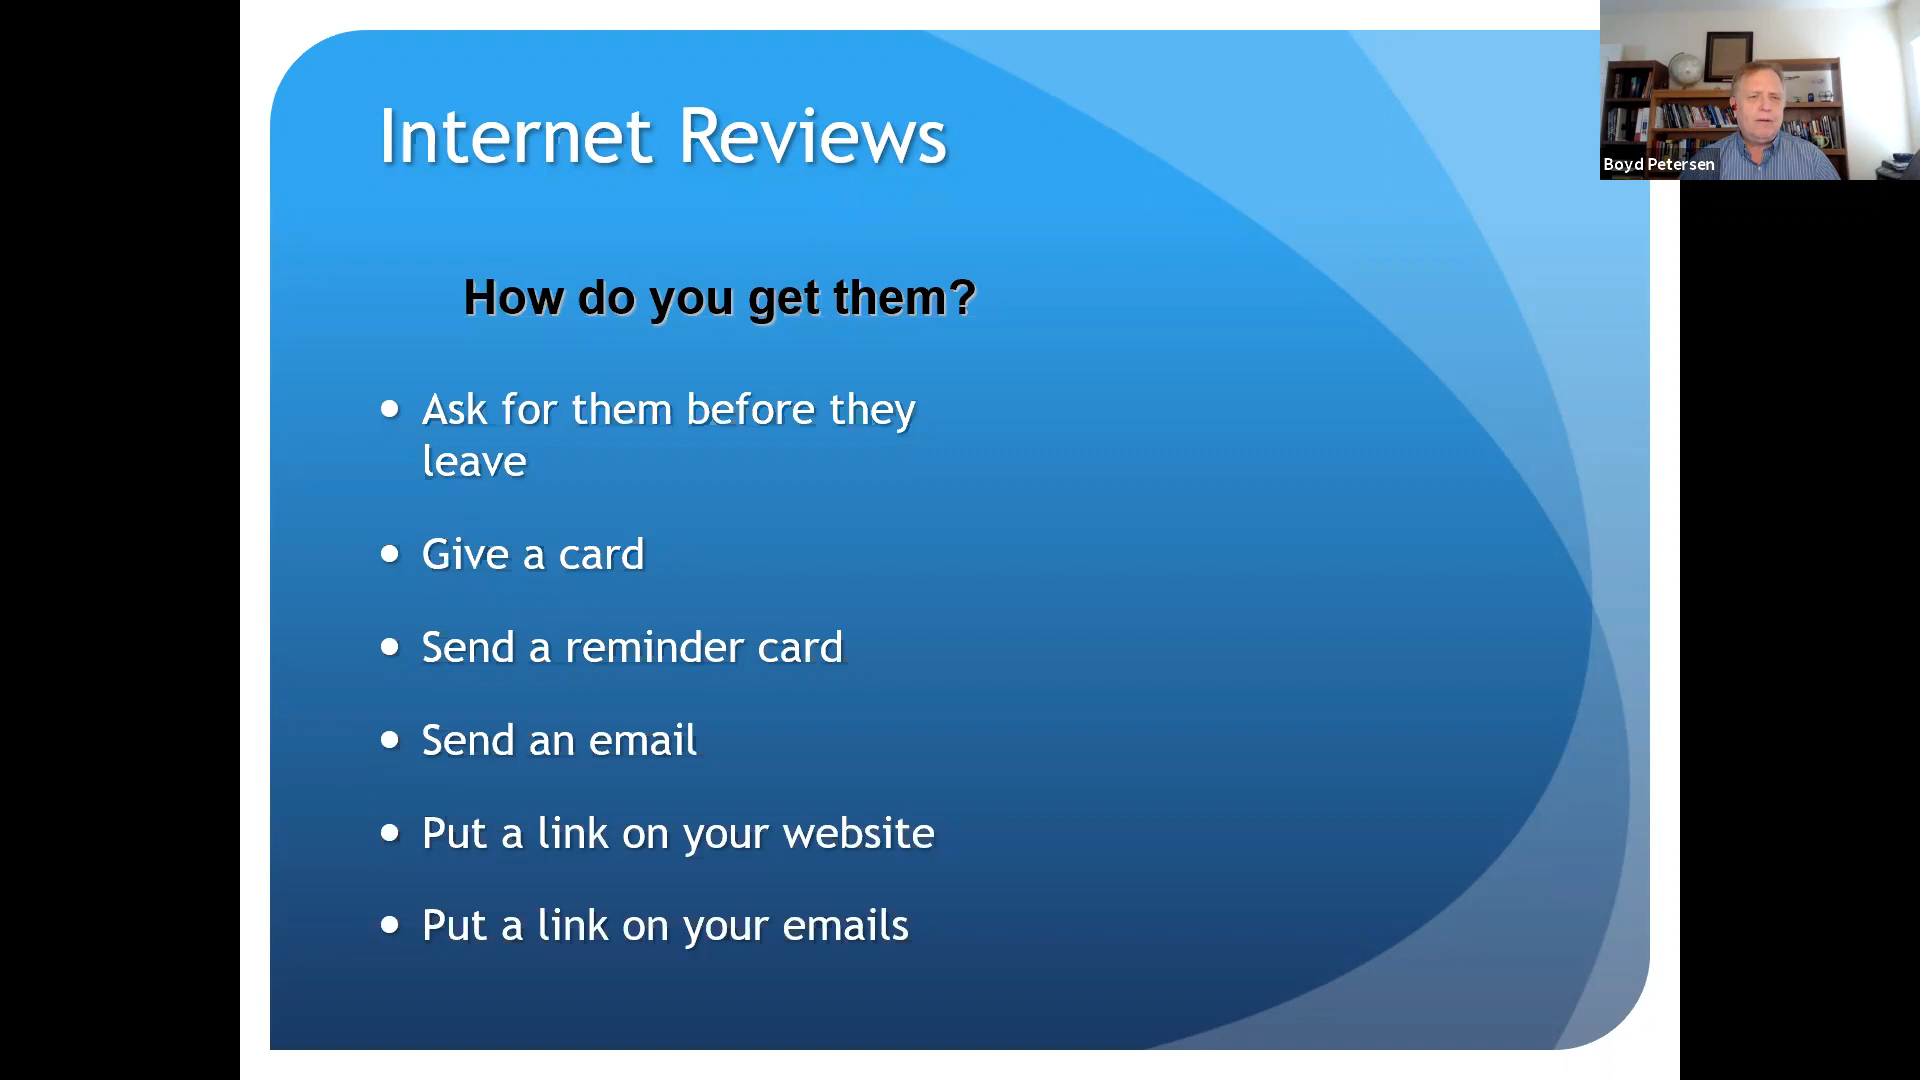 Internet Reviews
How do you get them?
Ask for them before they
leave
Give a card
Send a reminder card
Send an email
Put a link on your website
Put a link on your emails
Boyd Petersen